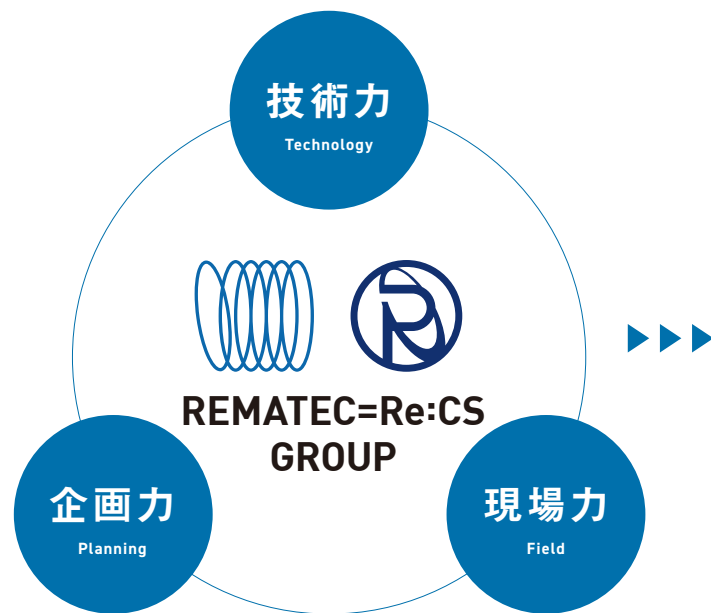 技術力
Technology
REMATEC=Re:CS
GROUP
企画力
Planning
現場力
Field